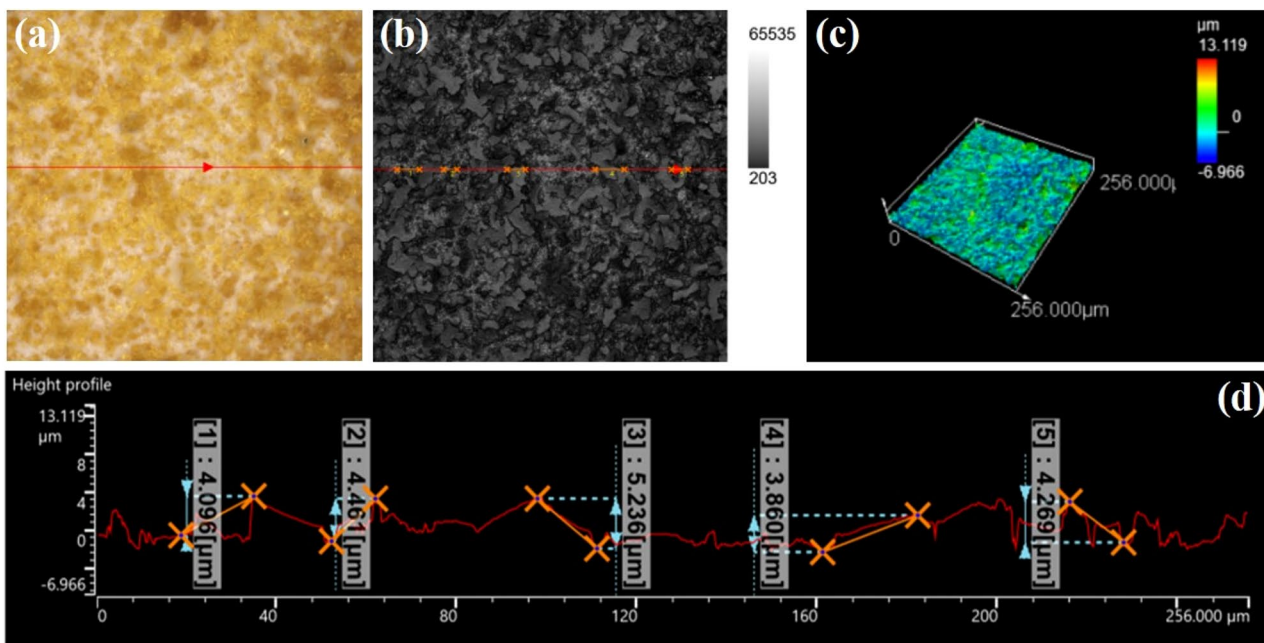 (a)
(b)
65535
203
(c)
µm
13.119
0
-6.966
0
256.000µ
256.000µm
Height profile
(d)
13.119
µm
8
4
0
-6.966
[1] : 4.096[µm]
[2] : 4.467[µm]
[3] : 5.236[µm]
[4] : 3.860[µm]
[5] : 4.269[µm]
0
40
80
120
160
200
256.000 µm